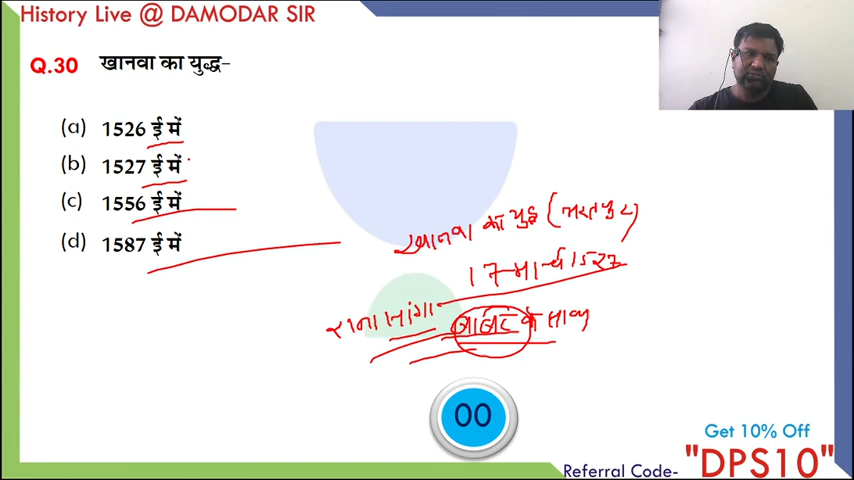 History Live @ DAMODAR SIR
Q.30 खानवा का युद्ध-
(a) 1526 ई में
(b) 1527 ई में
(c) 1556 ई में
(d) 1587 ई में
खानवा का युद्ध (भरतपुर)
17-मार्च 1527
राना सांगा बाबर के साथ
00
Get 10% Off
Referral Code- "DPS10"